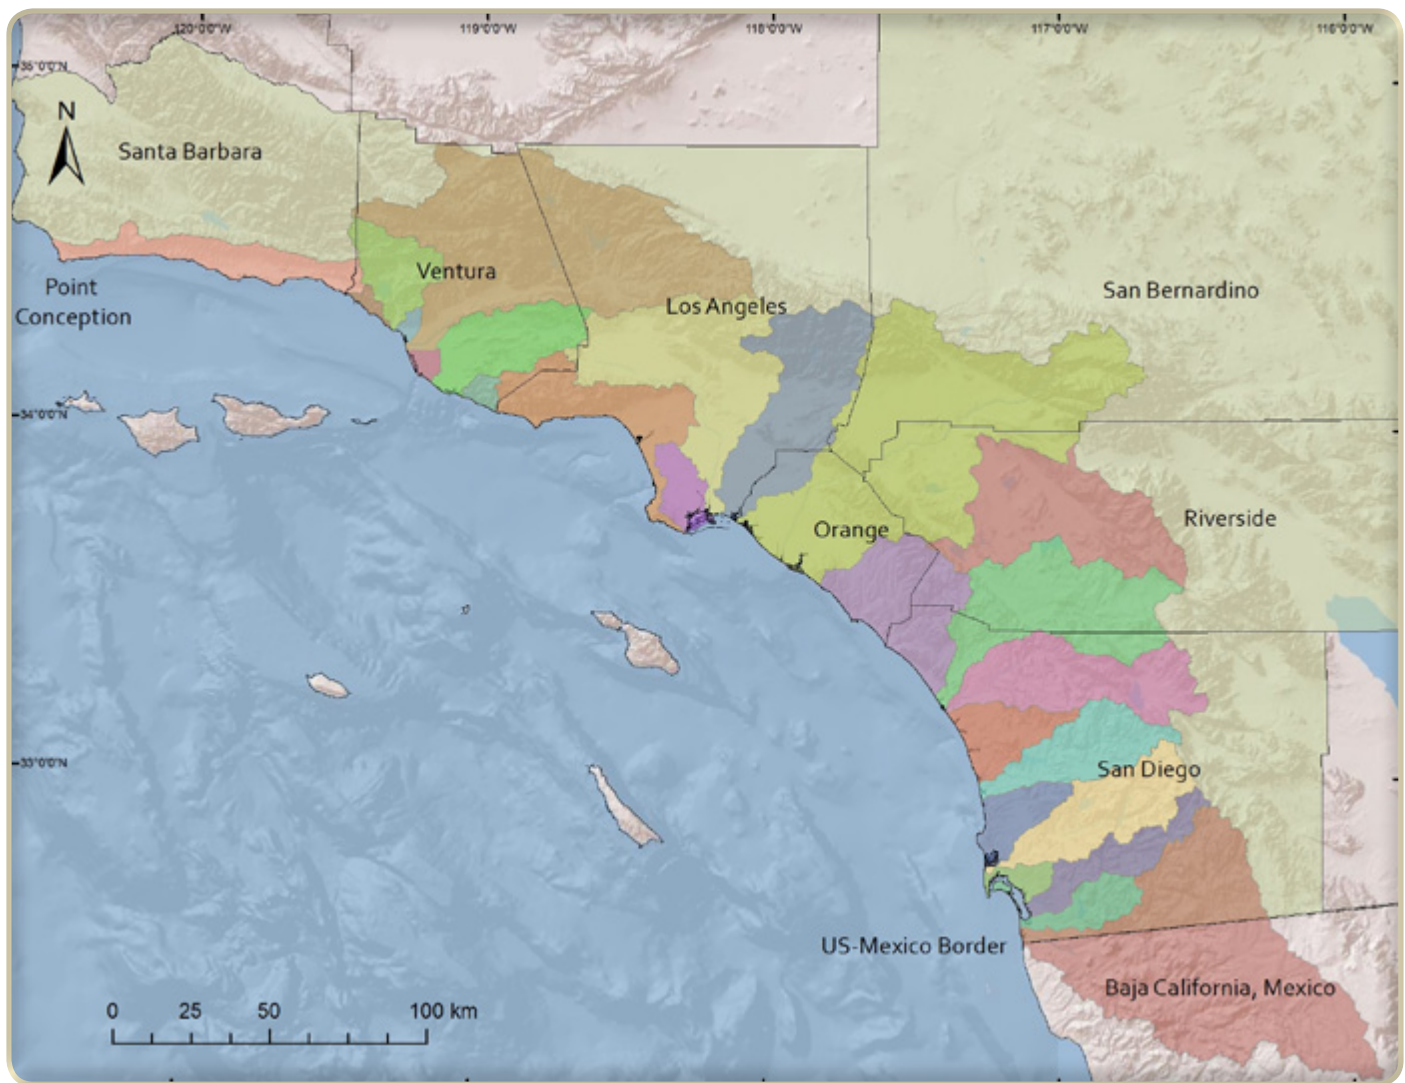 120°0'0"W 119°0'0"W 118°0'0"W 117°0'0"W 116°0'0"W
35°0'0"N
N
Santa Barbara
Ventura
Point
Conception
Los Angeles
San Bernardino
34°0'0"N
Orange
Riverside
33°0'0"N
San Diego
US-Mexico Border
Baja California, Mexico
0 25 50 100 km